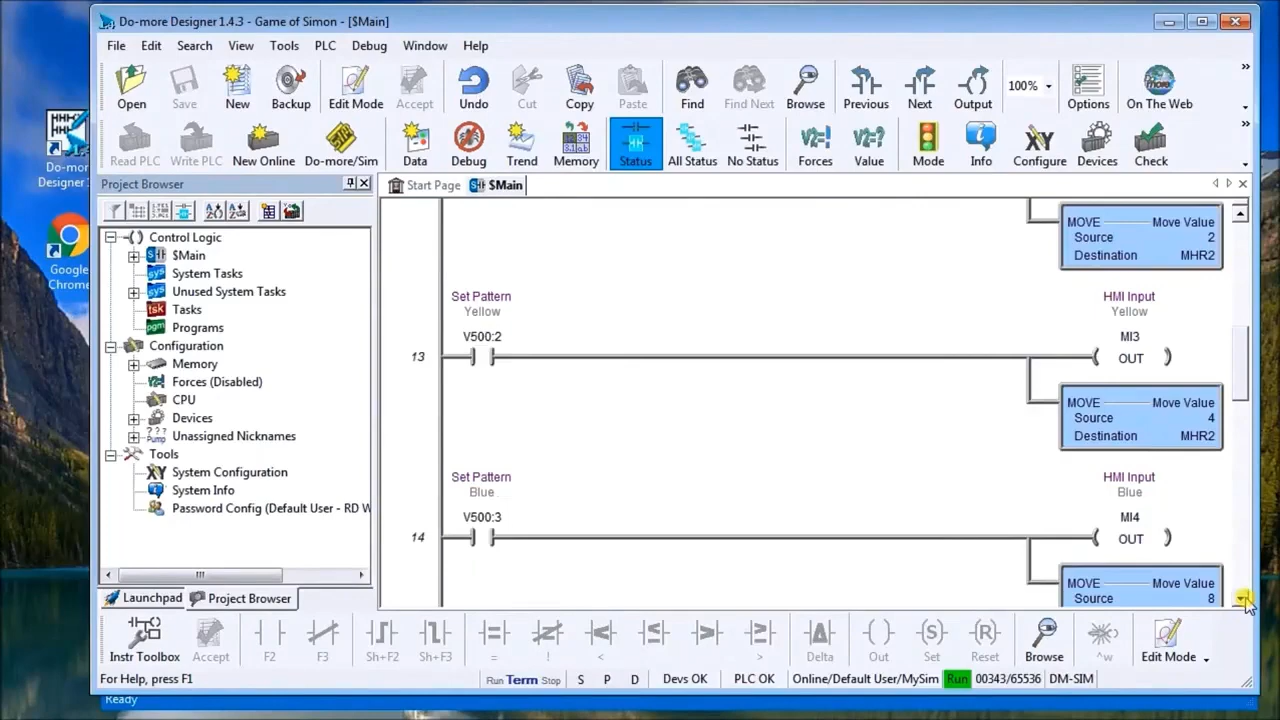 Do-more Designer 1.4.3 - Game of Simon - [$Main]
File Edit Search View Tools PLC Debug Window Help
Open Save New Backup Edit Mode Accept Undo Cut Copy Paste Find Find Next Browse Previous Next Output 100% Options On The Web
Read PLC Write PLC New Online Do-more/Sim Data Debug Trend Memory Status All Status No Status Forces Value Mode Info Configure Devices Check
Do-more
Designer
Google
Chrome
Project Browser
Start Page $Main
Control Logic
$Main
System Tasks
Unused System Tasks
Tasks
Programs
Configuration
Memory
Forces (Disabled)
CPU
Devices
Unassigned Nicknames
Tools
System Configuration
System Info
Password Config (Default User - RD W
Launchpad Project Browser
MOVE Move Value
Source 2
Destination MHR2
Set Pattern
Yellow
V500:2
13
HMI Input
Yellow
MI3
OUT
MOVE Move Value
Source 4
Destination MHR2
Set Pattern
Blue
V500:3
14
HMI Input
Blue
MI4
OUT
MOVE Move Value
Source 8
Instr Toolbox Accept F2 F3 Sh+F2 Sh+F3 = ! < > Delta Out Set Reset Browse ^w Edit Mode
For Help, press F1 Run Term Stop S P D Devs OK PLC OK Online/Default User/MySim Run 00343/65536 DM-SIM
Ready